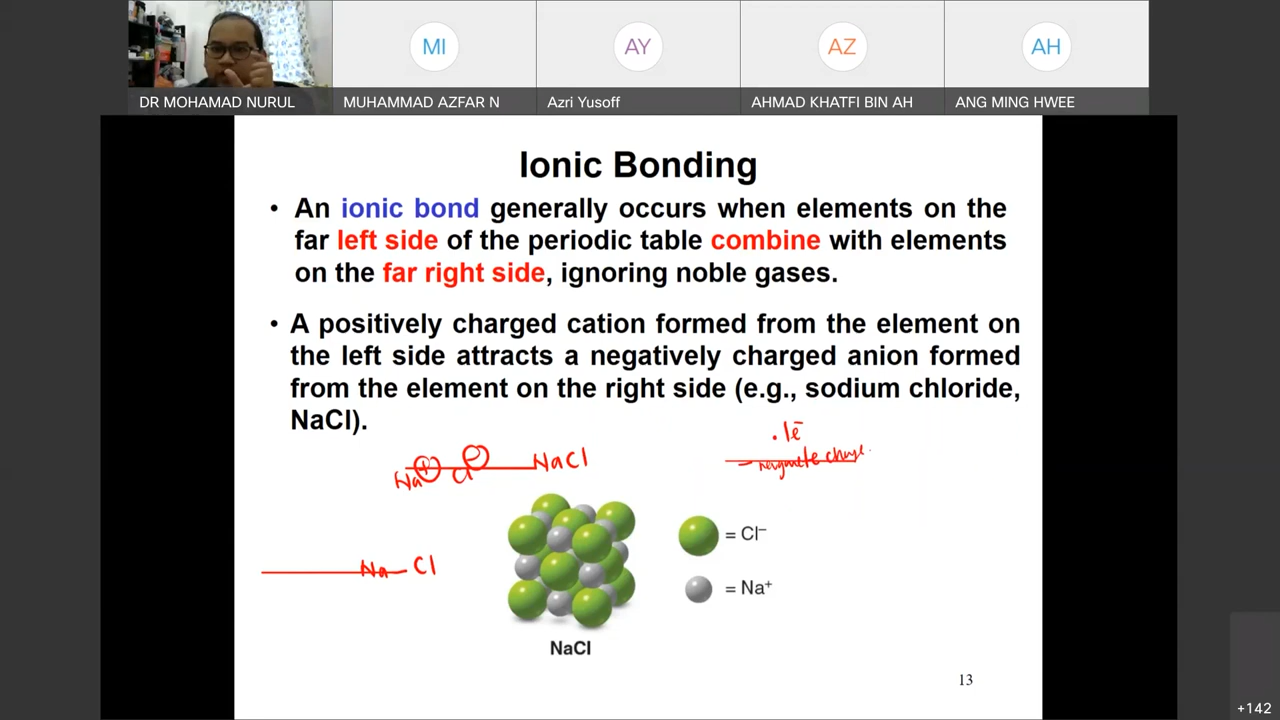 MI
AY
AZ
AH
DR MOHAMAD NURUL
MUHAMMAD AZFAR N
Azri Yusoff
AHMAD KHATFI BIN AH
ANG MING HWEE
Ionic Bonding
• An ionic bond generally occurs when elements on the
far left side of the periodic table combine with elements
on the far right side, ignoring noble gases.
• A positively charged cation formed from the element on
the left side attracts a negatively charged anion formed
from the element on the right side (e.g., sodium chloride,
NaCl).
. 1e-
Na + Cl - NaCl
- charge
= Cl–
Na Cl
= Na+
NaCl
13
+142